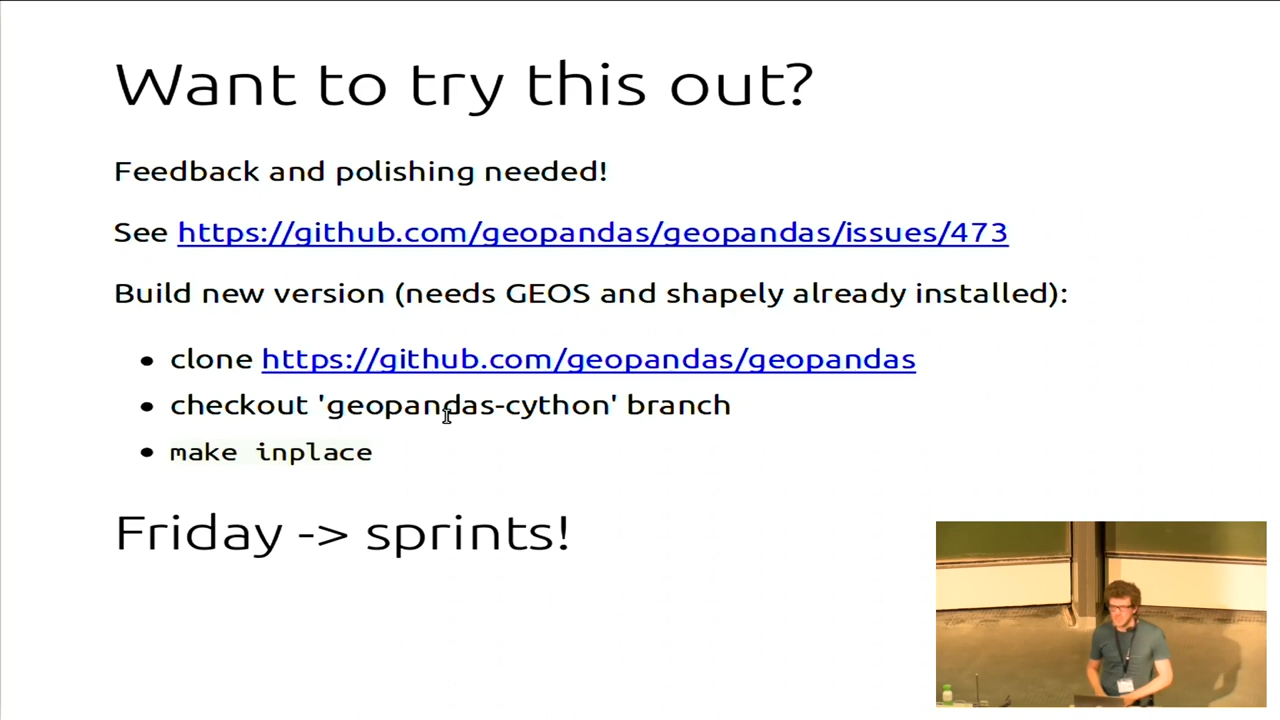 Want to try this out?
Feedback and polishing needed!
See https://github.com/geopandas/geopandas/issues/473
Build new version (needs GEOS and shapely already installed):
clone https://github.com/geopandas/geopandas
checkout 'geopandas-cython' branch
make inplace
Friday -> sprints!